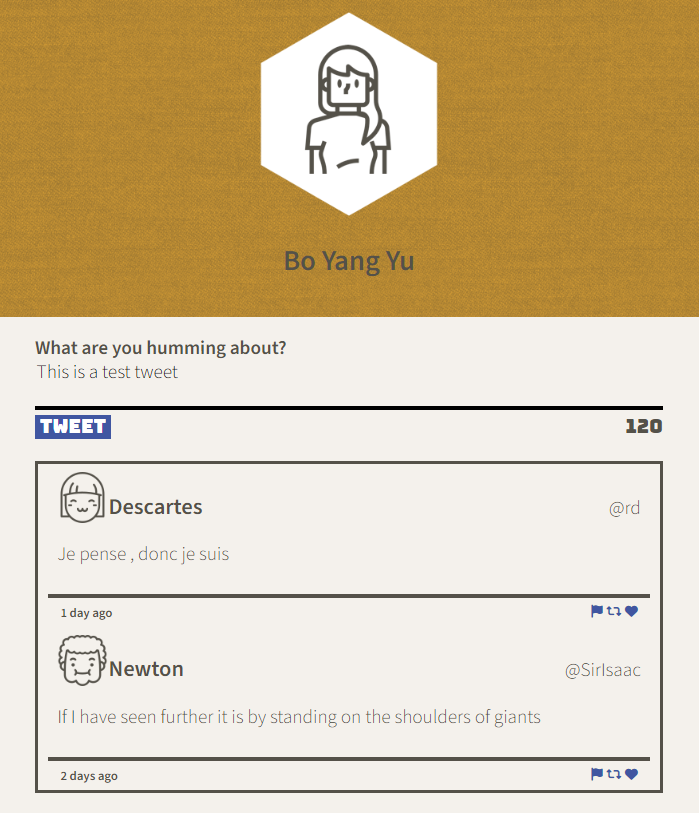 Bo Yang Yu
What are you humming about?
This is a test tweet
TWEET 120
Descartes @rd
Je pense , donc je suis
1 day ago
Newton @SirIsaac
If I have seen further it is by standing on the shoulders of giants
2 days ago